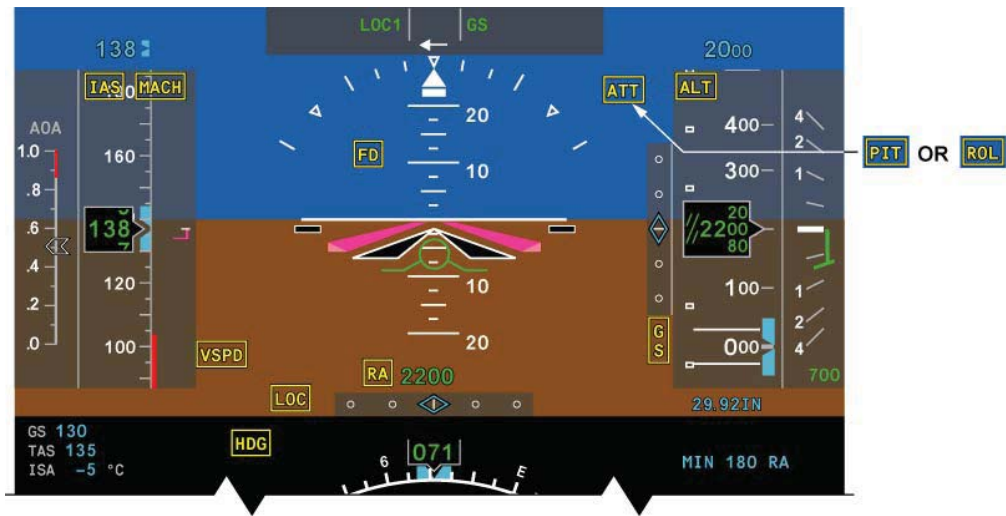 LOC1 GS
138
2000
IAS MACH
180
ATT
ALT
PIT OR ROL
AOA
1.0
.8
.6
.4
.2
.0
160
138
7
120
100
FD
20
10
10
20
400
300
20
2200
80
100
000
4
2
1
1
2
4
700
G
S
VSPD
RA 2200
LOC
29.92IN
GS 130
TAS 135
ISA -5 °C
HDG
071
6
E
MIN 180 RA